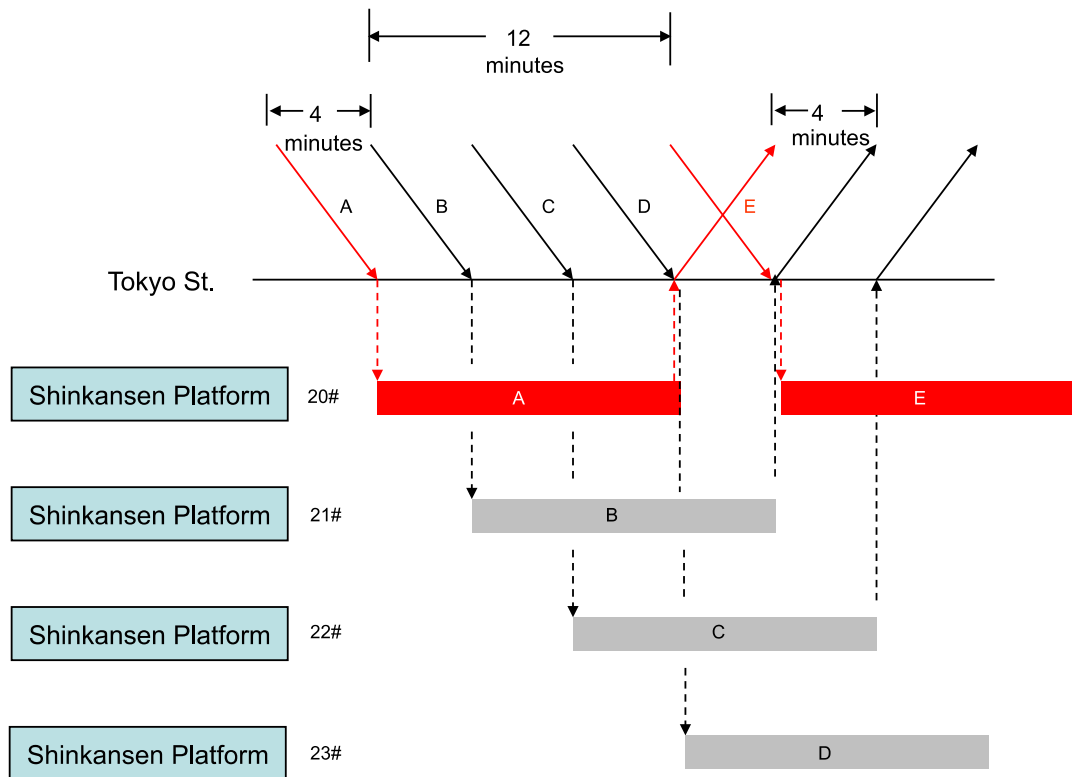 12
minutes
4
minutes
4
minutes
A
B
C
D
E
Tokyo St.
Shinkansen Platform
20#
A
E
Shinkansen Platform
21#
B
Shinkansen Platform
22#
C
Shinkansen Platform
23#
D